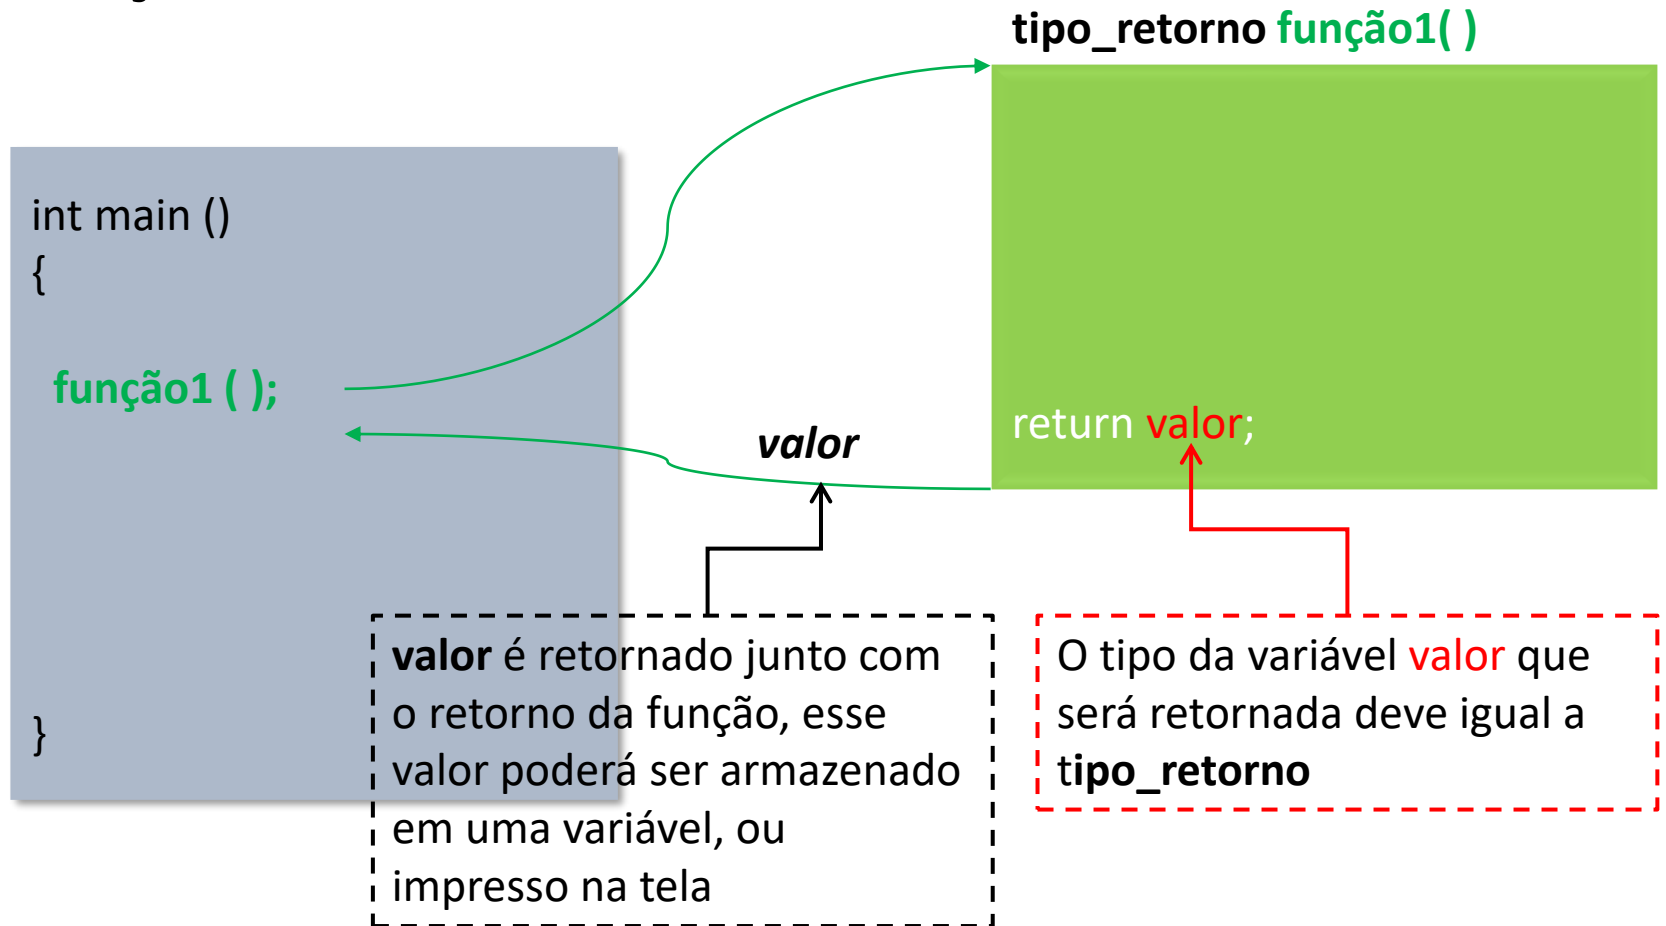 tipo_retorno função1( )
int main ()
{
função1 ( );
}
valor
return valor;
valor é retornado junto com
o retorno da função, esse
valor poderá ser armazenado
em uma variável, ou
impresso na tela
O tipo da variável valor que
será retornada deve igual a
tipo_retorno